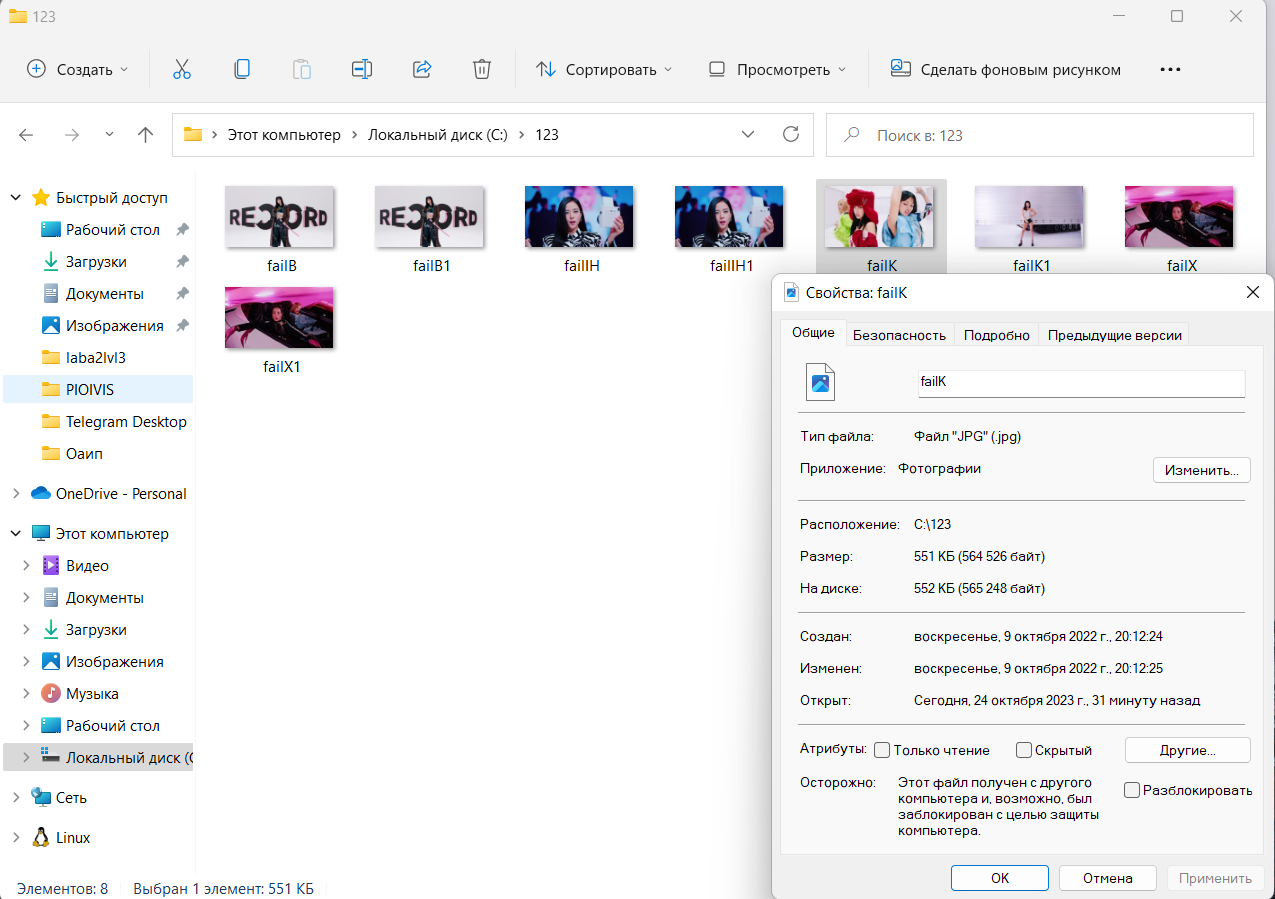 123
Создать
Сортировать
Просмотреть
Сделать фоновым рисунком
Этот компьютер
Локальный диск (C:)
123
Поиск в: 123
Быстрый доступ
Рабочий стол
Загрузки
Документы
Изображения
laba2lvl3
PIOIVIS
Telegram Desktop
Оаип
OneDrive - Personal
Этот компьютер
Видео
Документы
Загрузки
Изображения
Музыка
Рабочий стол
Локальный диск (C
Сеть
Linux
RECORD
RECORD
failB
failB1
failIH
failIH1
failK
failK1
failX
failX1
Свойства: failK
Общие
Безопасность
Подробно
Предыдущие версии
failK
Тип файла: Файл "JPG" (.jpg)
Приложение: Фотографии
Изменить...
Расположение: C:\123
Размер: 551 КБ (564 526 байт)
На диске: 552 КБ (565 248 байт)
Создан: воскресенье, 9 октября 2022 г., 20:12:24
Изменен: воскресенье, 9 октября 2022 г., 20:12:25
Открыт: Сегодня, 24 октября 2023 г., 31 минуту назад
Атрибуты: Только чтение Скрытый Другие...
Осторожно: Этот файл получен с другого
компьютера и, возможно, был
заблокирован с целью защиты
компьютера.
Разблокировать
ОК
Отмена
Применить
Элементов: 8
Выбран 1 элемент: 551 КБ